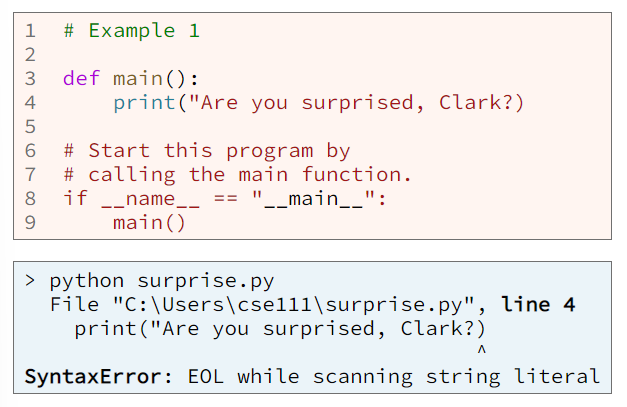 1 # Example 1
2
3 def main():
4     print("Are you surprised, Clark?)
5
6 # Start this program by
7 # calling the main function.
8 if __name__ == "__main__":
9     main()
> python surprise.py
  File "C:\Users\cse111\surprise.py", line 4
    print("Are you surprised, Clark?)
                                    ^
SyntaxError: EOL while scanning string literal